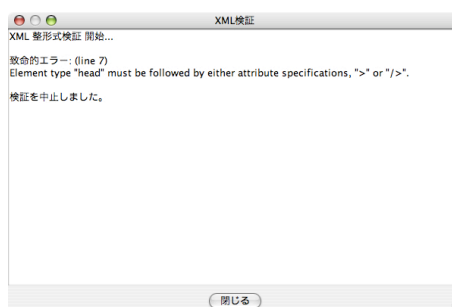 XML検証
XML 整形式検証 開始...
致命的エラー: (line 7)
Element type "head" must be followed by either attribute specifications, ">" or "/>".
検証を中止しました。
閉じる